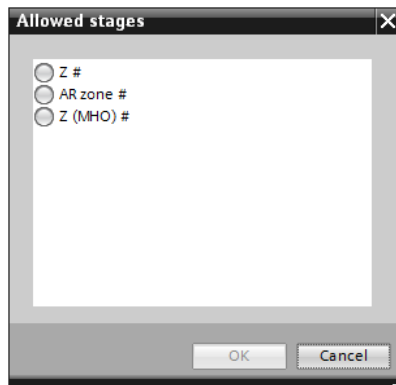 Allowed stages
Z #
AR zone #
Z (MHO) #
OK
Cancel